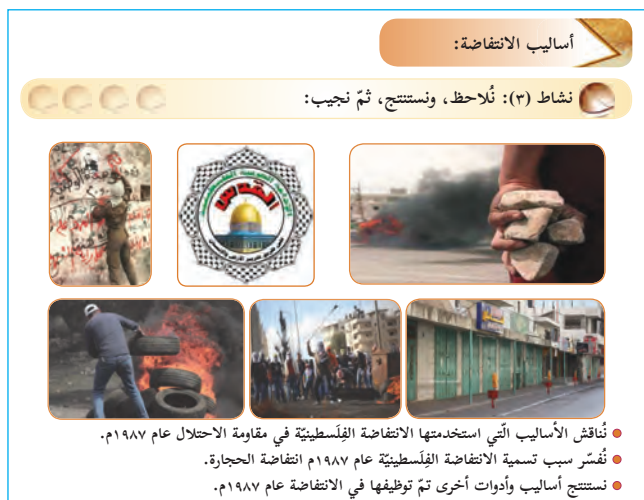 أساليب الانتفاضة:
نشاط (٣): نُلاحظ، ونستنتج، ثمّ نجيب:
القدس
نُناقش الأساليب الّتي استخدمتها الانتفاضة الفِلَسطينيّة في مقاومة الاحتلال عام ١٩٨٧م.
نُفسّر سبب تسمية الانتفاضة الفِلَسطينيّة عام ١٩٨٧م انتفاضة الحجارة.
نستنتج أساليب وأدوات أخرى تمّ توظيفها في الانتفاضة عام ١٩٨٧م.